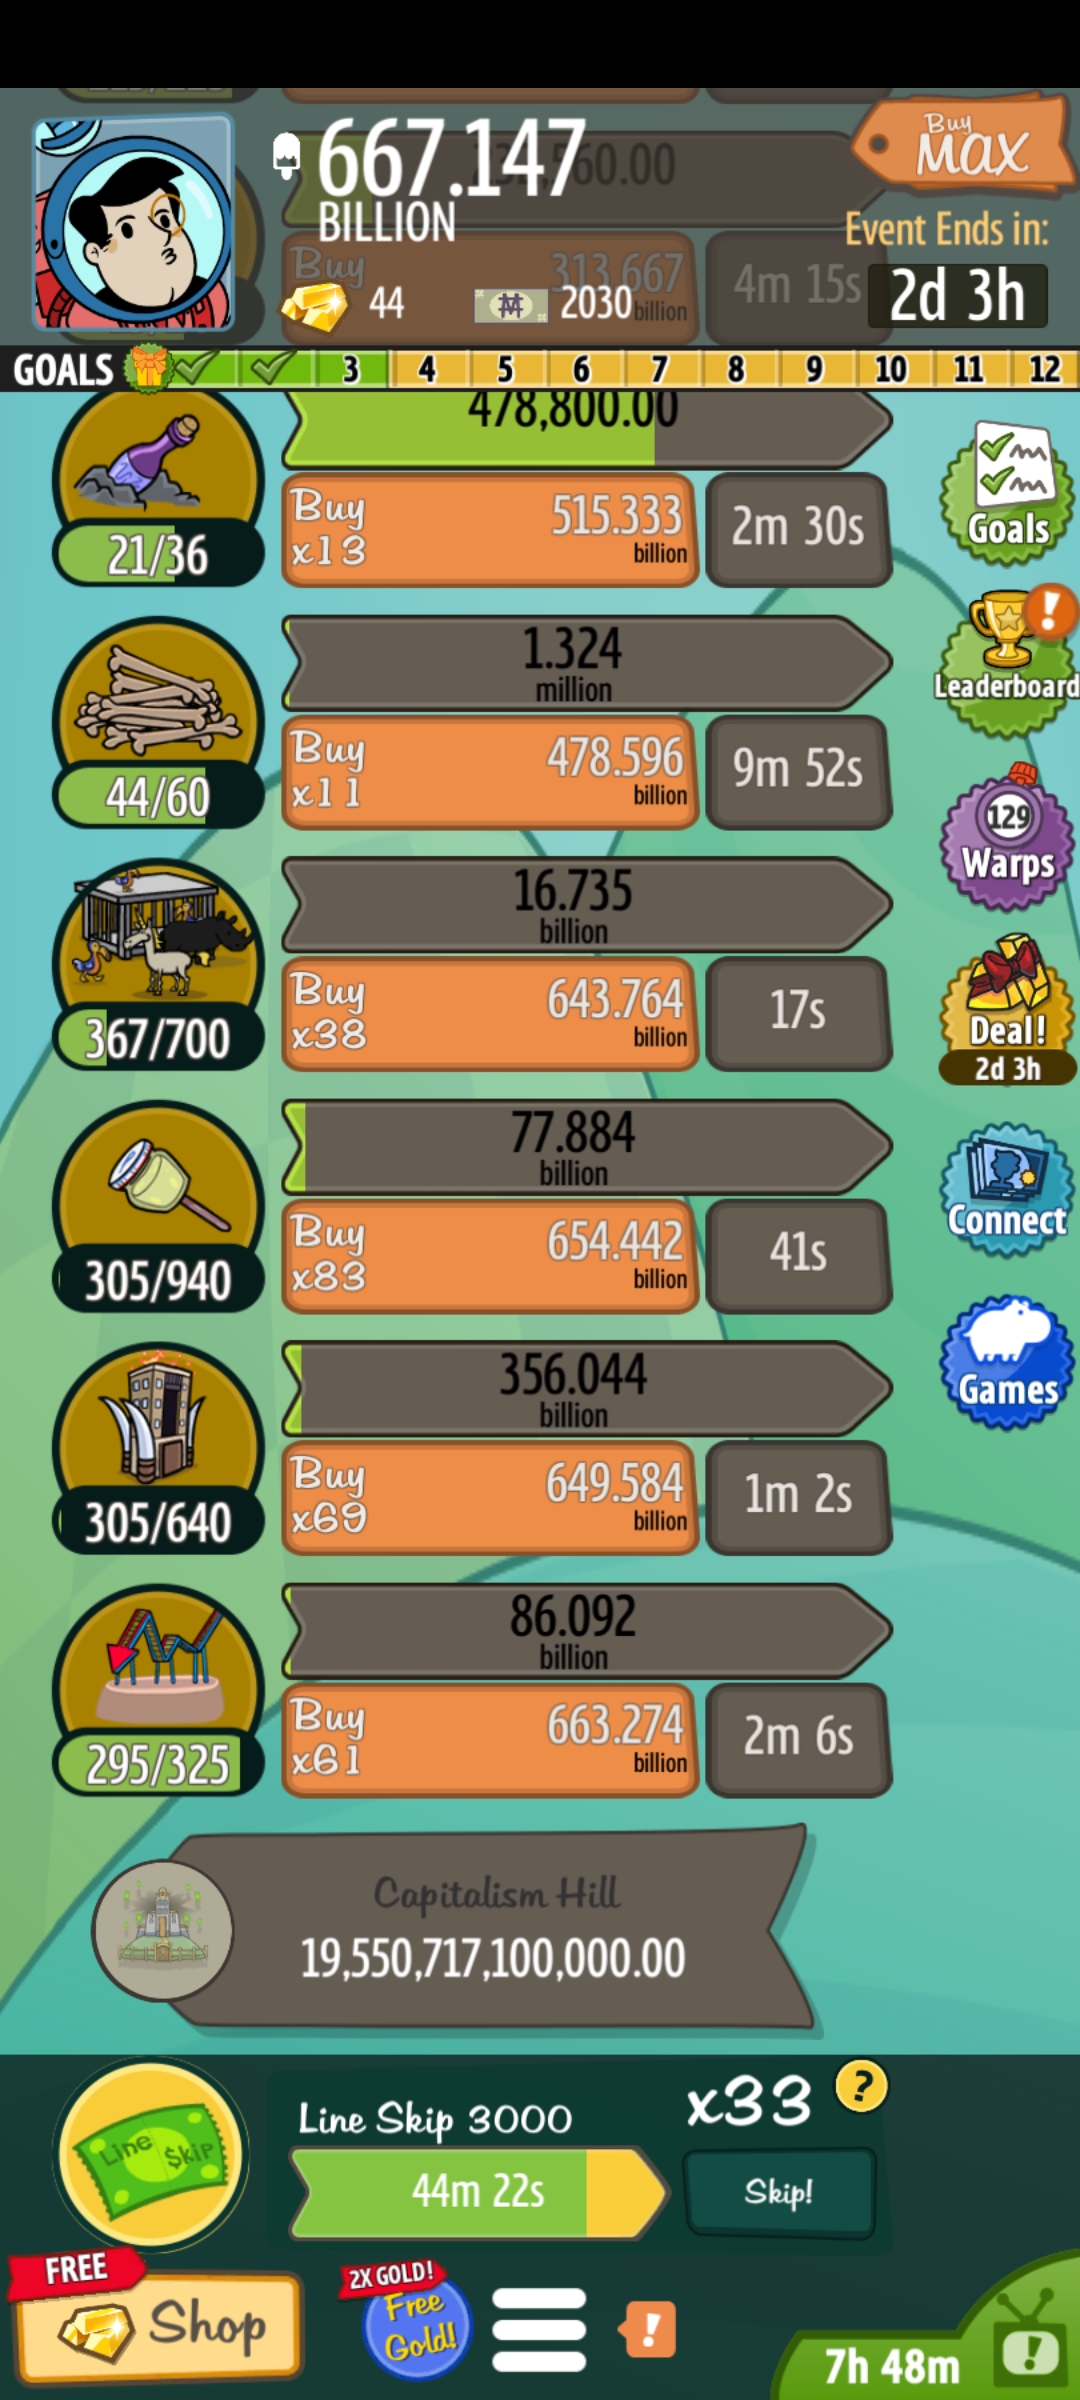 667.147
BILLION
Buy
MAX
Event Ends in:
2d 3h
44
2030
Buy
313.667
billion
4m 15s
GOALS
3 4 5 6 7 8 9 10 11 12
478,800.00
21/36
Buy
x13
515.333
billion
2m 30s
Goals
1.324
million
44/60
Buy
x11
478.596
billion
9m 52s
!
Leaderboard
16.735
billion
367/700
Buy
x38
643.764
billion
17s
129
Warps
Deal!
2d 3h
77.884
billion
305/940
Buy
x83
654.442
billion
41s
Connect
356.044
billion
305/640
Buy
x69
649.584
billion
1m 2s
Games
86.092
billion
295/325
Buy
x61
663.274
billion
2m 6s
Capitalism Hill
19,550,717,100,000.00
Line $kip
Line Skip 3000
x33
?
44m 22s
Skip!
FREE
Shop
2X GOLD!
Free
Gold!
!
7h 48m
!